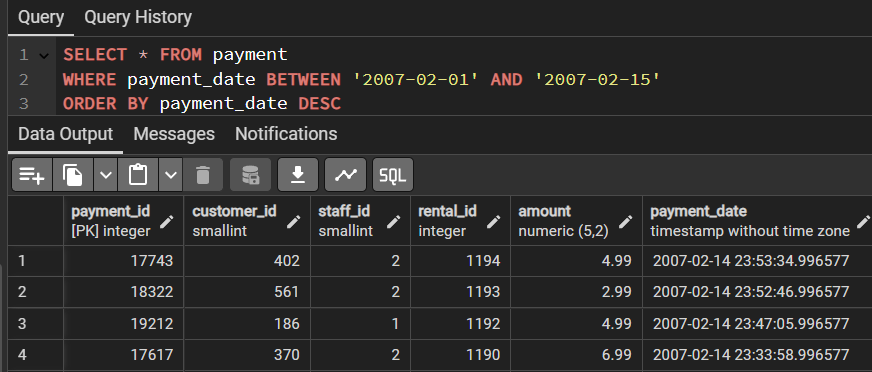 Query Query History
1 SELECT * FROM payment
2 WHERE payment_date BETWEEN '2007-02-01' AND '2007-02-15'
3 ORDER BY payment_date DESC
Data Output Messages Notifications
SQL
payment_id customer_id staff_id rental_id amount payment_date
[PK] integer smallint smallint integer numeric (5,2) timestamp without time zone
1 17743 402 2 1194 4.99 2007-02-14 23:53:34.996577
2 18322 561 2 1193 2.99 2007-02-14 23:52:46.996577
3 19212 186 1 1192 4.99 2007-02-14 23:47:05.996577
4 17617 370 2 1190 6.99 2007-02-14 23:33:58.996577